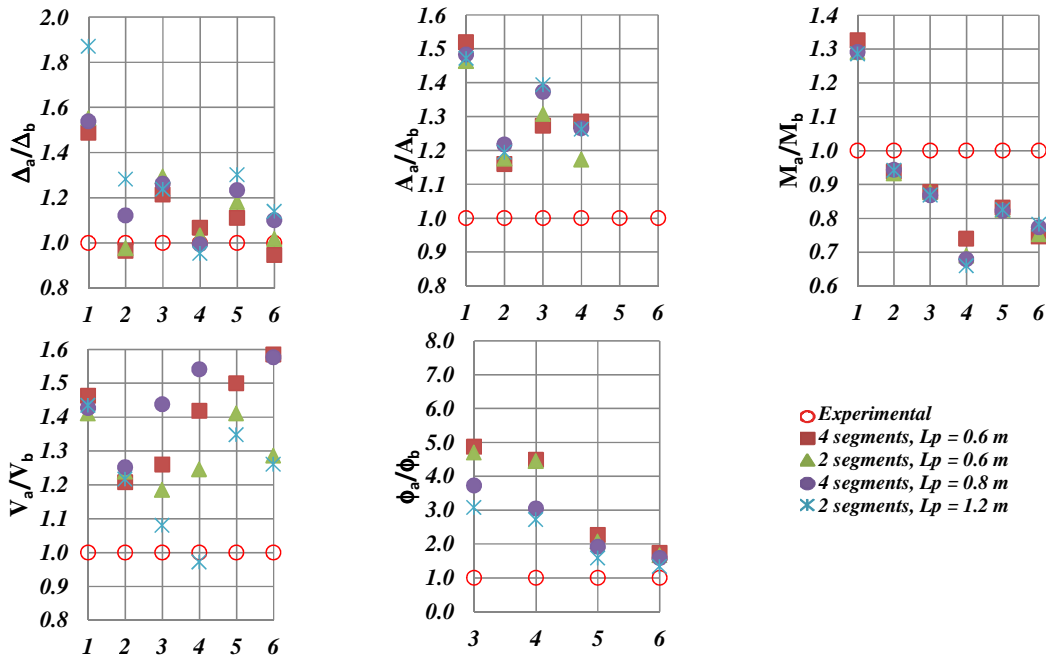 2.0
1.8
1.6
1.4
1.2
1.0
0.8
Δa/Δb
1 2 3 4 5 6
1.6
1.5
1.4
1.3
1.2
1.1
1.0
0.9
0.8
Aa/Ab
1 2 3 4 5 6
1.4
1.3
1.2
1.1
1.0
0.9
0.8
0.7
0.6
Ma/Mb
1 2 3 4 5 6
1.6
1.5
1.4
1.3
1.2
1.1
1.0
0.9
0.8
Va/Vb
1 2 3 4 5 6
8.0
7.0
6.0
5.0
4.0
3.0
2.0
1.0
0.0
ϕa/ϕb
3 4 5 6
Experimental
4 segments, Lp = 0.6 m
2 segments, Lp = 0.6 m
4 segments, Lp = 0.8 m
2 segments, Lp = 1.2 m